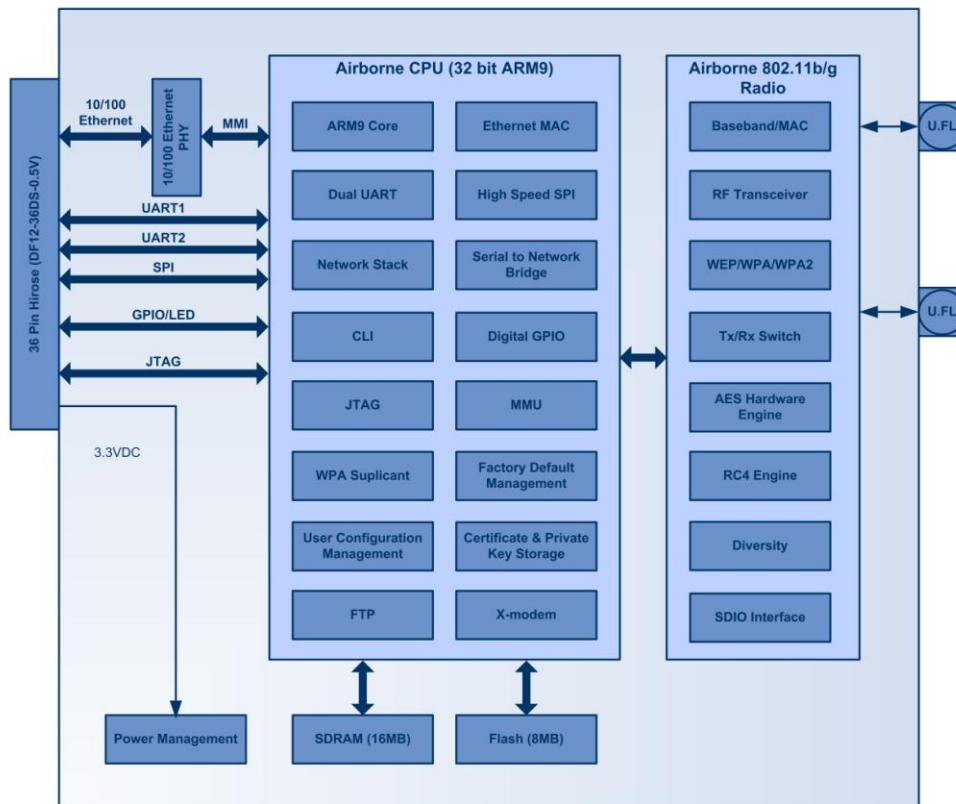 Airborne CPU (32 bit ARM9)
Airborne 802.11b/g
Radio
36 Pin Hirose (DF12-36DS-0.5V)
10/100
Ethernet
10/100 Ethernet
PHY
MMI
UART1
UART2
SPI
GPIO/LED
JTAG
3.3VDC
ARM9 Core
Ethernet MAC
Dual UART
High Speed SPI
Network Stack
Serial to Network
Bridge
CLI
Digital GPIO
JTAG
MMU
WPA Suplicant
Factory Default
Management
User Configuration
Management
Certificate & Private
Key Storage
FTP
X-modem
Baseband/MAC
RF Transceiver
WEP/WPA/WPA2
Tx/Rx Switch
AES Hardware
Engine
RC4 Engine
Diversity
SDIO Interface
U.FL
U.FL
Power Management
SDRAM (16MB)
Flash (8MB)